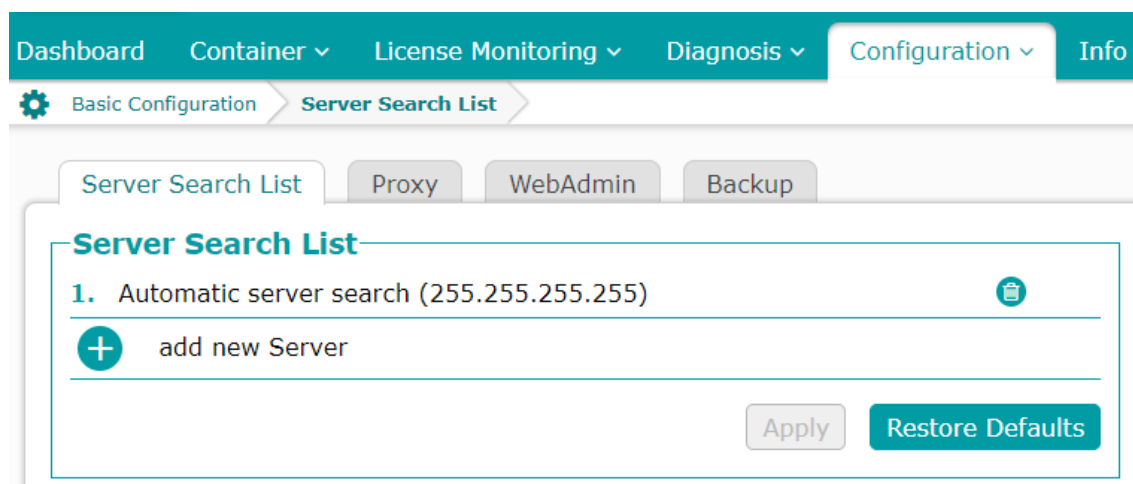 Dashboard Container License Monitoring Diagnosis Configuration Info
Basic Configuration Server Search List
Server Search List Proxy WebAdmin Backup
Server Search List
1. Automatic server search (255.255.255.255)
add new Server
Apply Restore Defaults